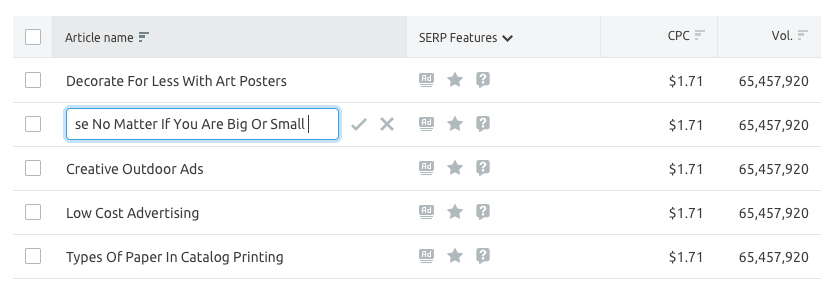 Article name SERP Features CPC Vol.
Decorate For Less With Art Posters Ad ? $1.71 65,457,920
se No Matter If You Are Big Or Small Ad ? $1.71 65,457,920
Creative Outdoor Ads Ad ? $1.71 65,457,920
Low Cost Advertising Ad ? $1.71 65,457,920
Types Of Paper In Catalog Printing Ad ? $1.71 65,457,920